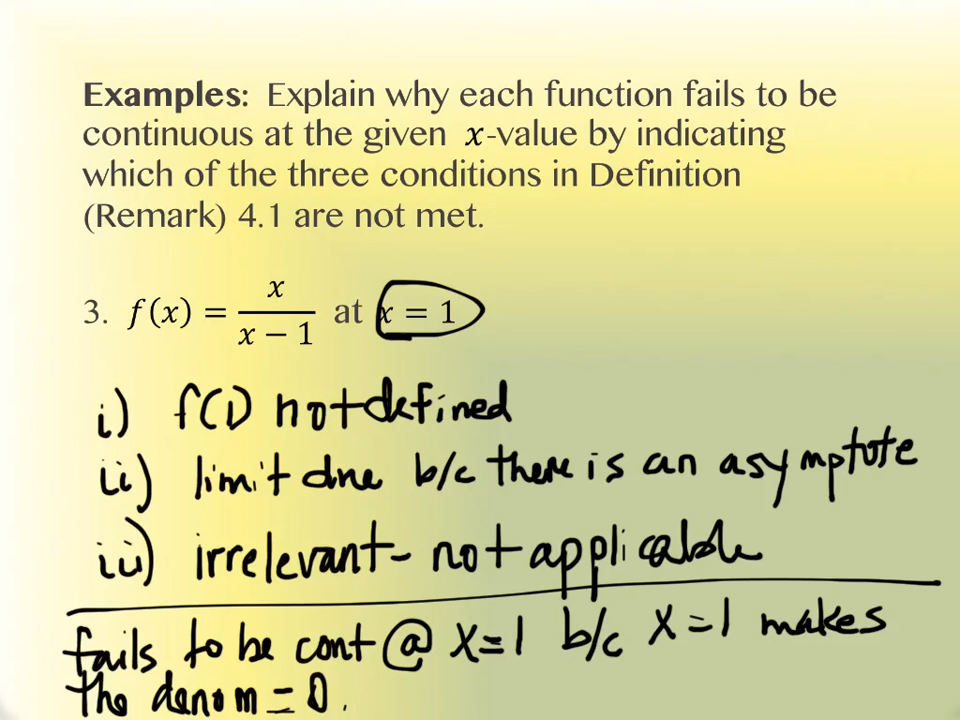 Examples: Explain why each function fails to be
continuous at the given x-value by indicating
which of the three conditions in Definition
(Remark) 4.1 are not met.
3. f(x) = x/(x − 1) at x = 1
i) f(1) not defined
ii) limit dne b/c there is an asymptote
iii) irrelevant- not applicable
fails to be cont @ x=1 b/c x=1 makes
the denom = 0.